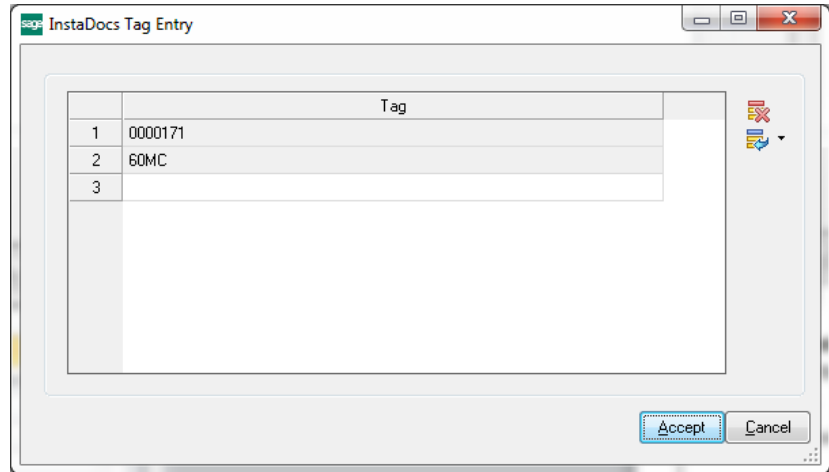 sage InstaDocs Tag Entry
Tag
1 0000171
2 60MC
3
Accept Cancel